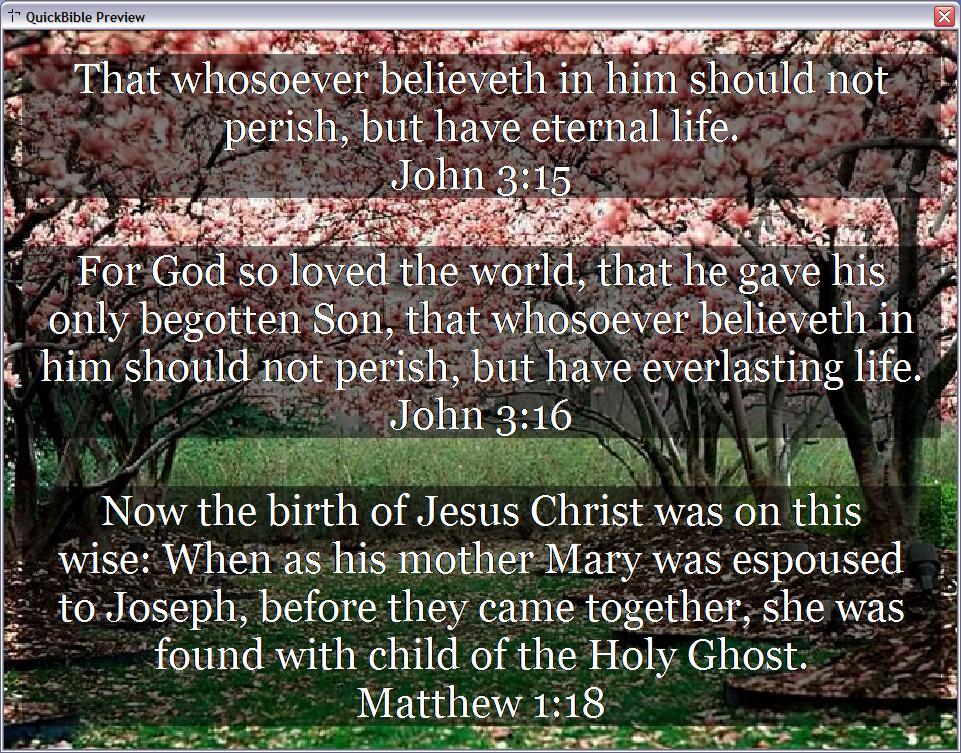 QuickBible Preview
That whosoever believeth in him should not
perish, but have eternal life.
John 3:15
For God so loved the world, that he gave his
only begotten Son, that whosoever believeth in
him should not perish, but have everlasting life.
John 3:16
Now the birth of Jesus Christ was on this
wise: When as his mother Mary was espoused
to Joseph, before they came together, she was
found with child of the Holy Ghost.
Matthew 1:18